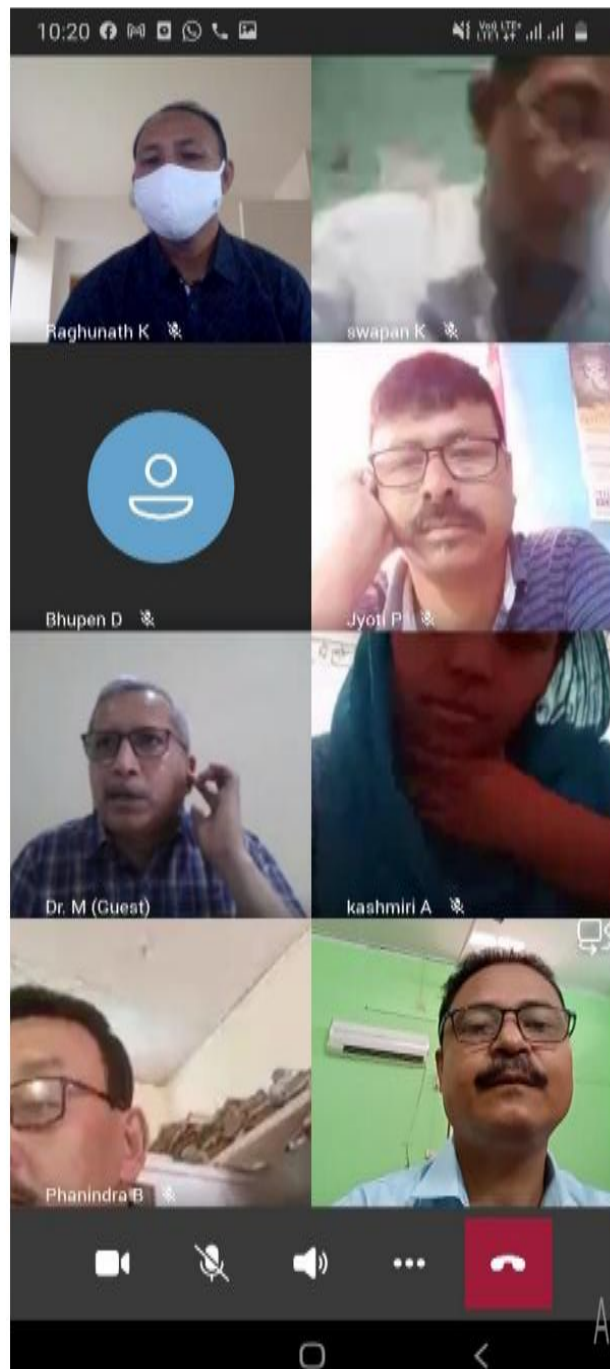 10:20
Raghunath K
swapan K
Bhupen D
Jyoti P
Dr. M (Guest)
kashmiri A
Phanindra B
A